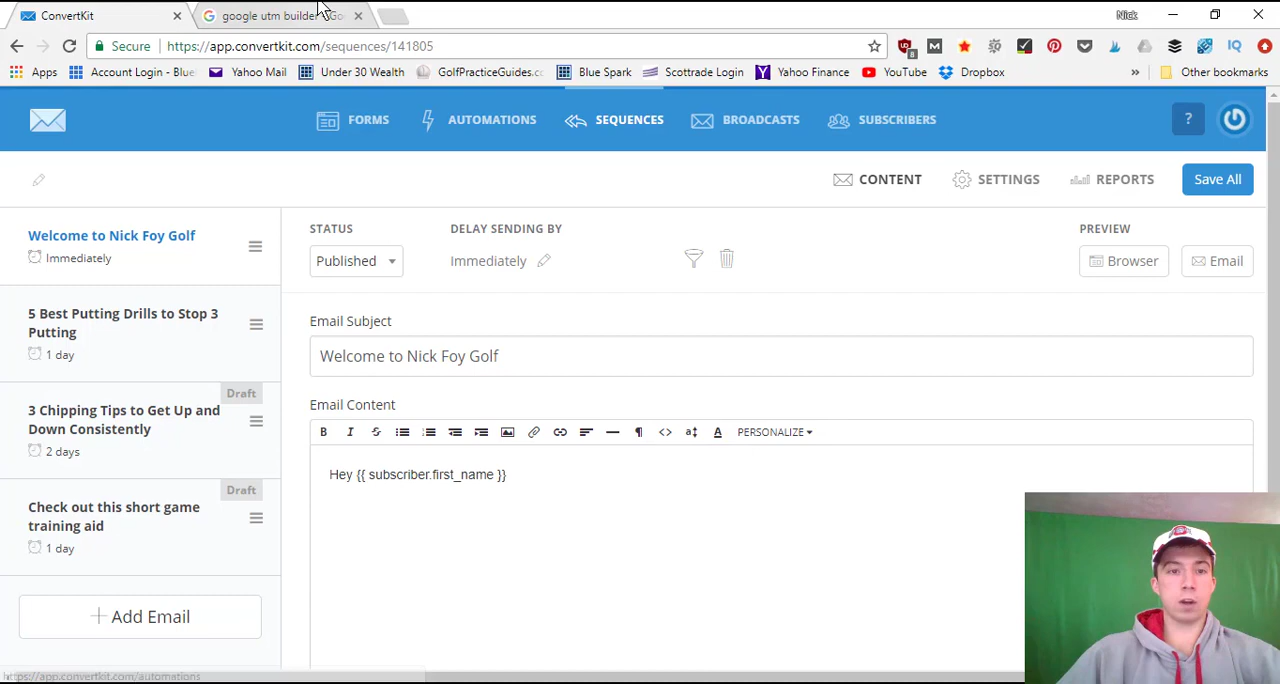 ConvertKit
google utm builder - Go
Nick
Secure | https://app.convertkit.com/sequences/141805
Apps
Account Login - Blue
Yahoo Mail
Under 30 Wealth
GolfPracticeGuides.c
Blue Spark
Scottrade Login
Yahoo Finance
YouTube
Dropbox
»
Other bookmarks
FORMS
AUTOMATIONS
SEQUENCES
BROADCASTS
SUBSCRIBERS
?
CONTENT
SETTINGS
REPORTS
Save All
Welcome to Nick Foy Golf
Immediately
5 Best Putting Drills to Stop 3
Putting
1 day
Draft
3 Chipping Tips to Get Up and
Down Consistently
2 days
Draft
Check out this short game
training aid
1 day
+ Add Email
STATUS
Published
DELAY SENDING BY
Immediately
PREVIEW
Browser
Email
Email Subject
Welcome to Nick Foy Golf
Email Content
B I S ¶ <> a A PERSONALIZE
Hey {{ subscriber.first_name }}
https://app.convertkit.com/automations